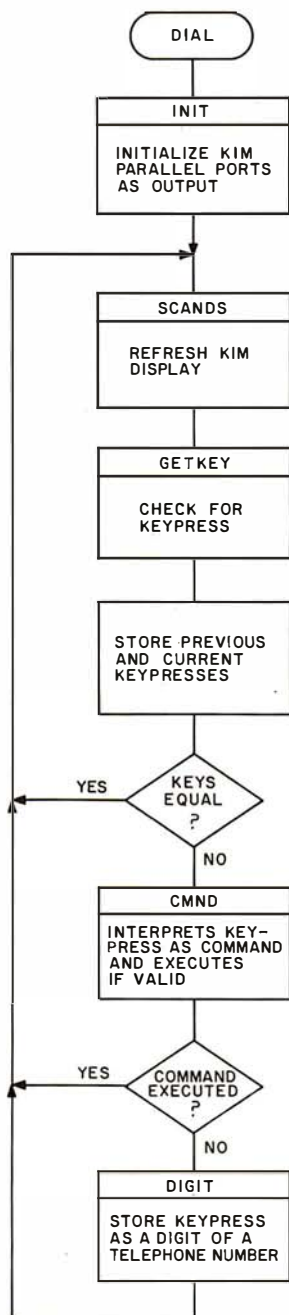 DIAL
INIT
INITIALIZE KIM
PARALLEL PORTS
AS OUTPUT
SCANDS
REFRESH KIM
DISPLAY
GETKEY
CHECK FOR
KEYPRESS
STORE PREVIOUS
AND CURRENT
KEYPRESSES
YES
KEYS
EQUAL
?
NO
CMND
INTERPRETS KEY-
PRESS AS COMMAND
AND EXECUTES
IF VALID
YES
COMMAND
EXECUTED
?
NO
DIGIT
STORE KEYPRESS
AS A DIGIT OF A
TELEPHONE NUMBER